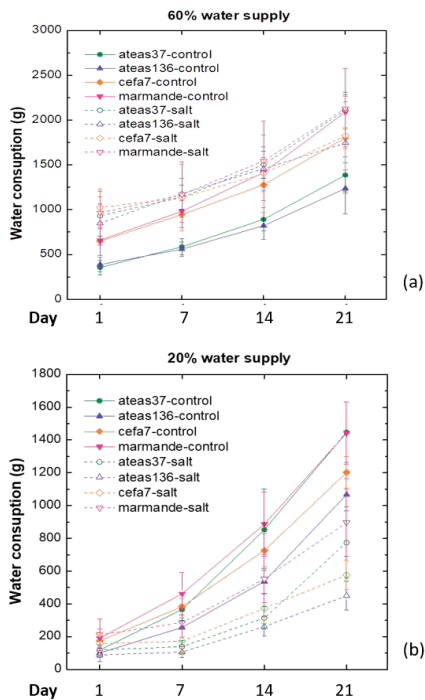 60% water supply
3000
2500
2000
1500
1000
500
0
Water consuption (g)
ateas37-control
ateas136-control
cefa7-control
marmande-control
ateas37-salt
ateas136-salt
cefa7-salt
marmande-salt
(a)
Day 1 7 14 21
20% water supply
1800
1600
1400
1200
1000
800
600
400
200
0
Water consuption (g)
ateas37-control
ateas136-control
cefa7-control
marmande-control
ateas37-salt
ateas136-salt
cefa7-salt
marmande-salt
(b)
Day 1 7 14 21